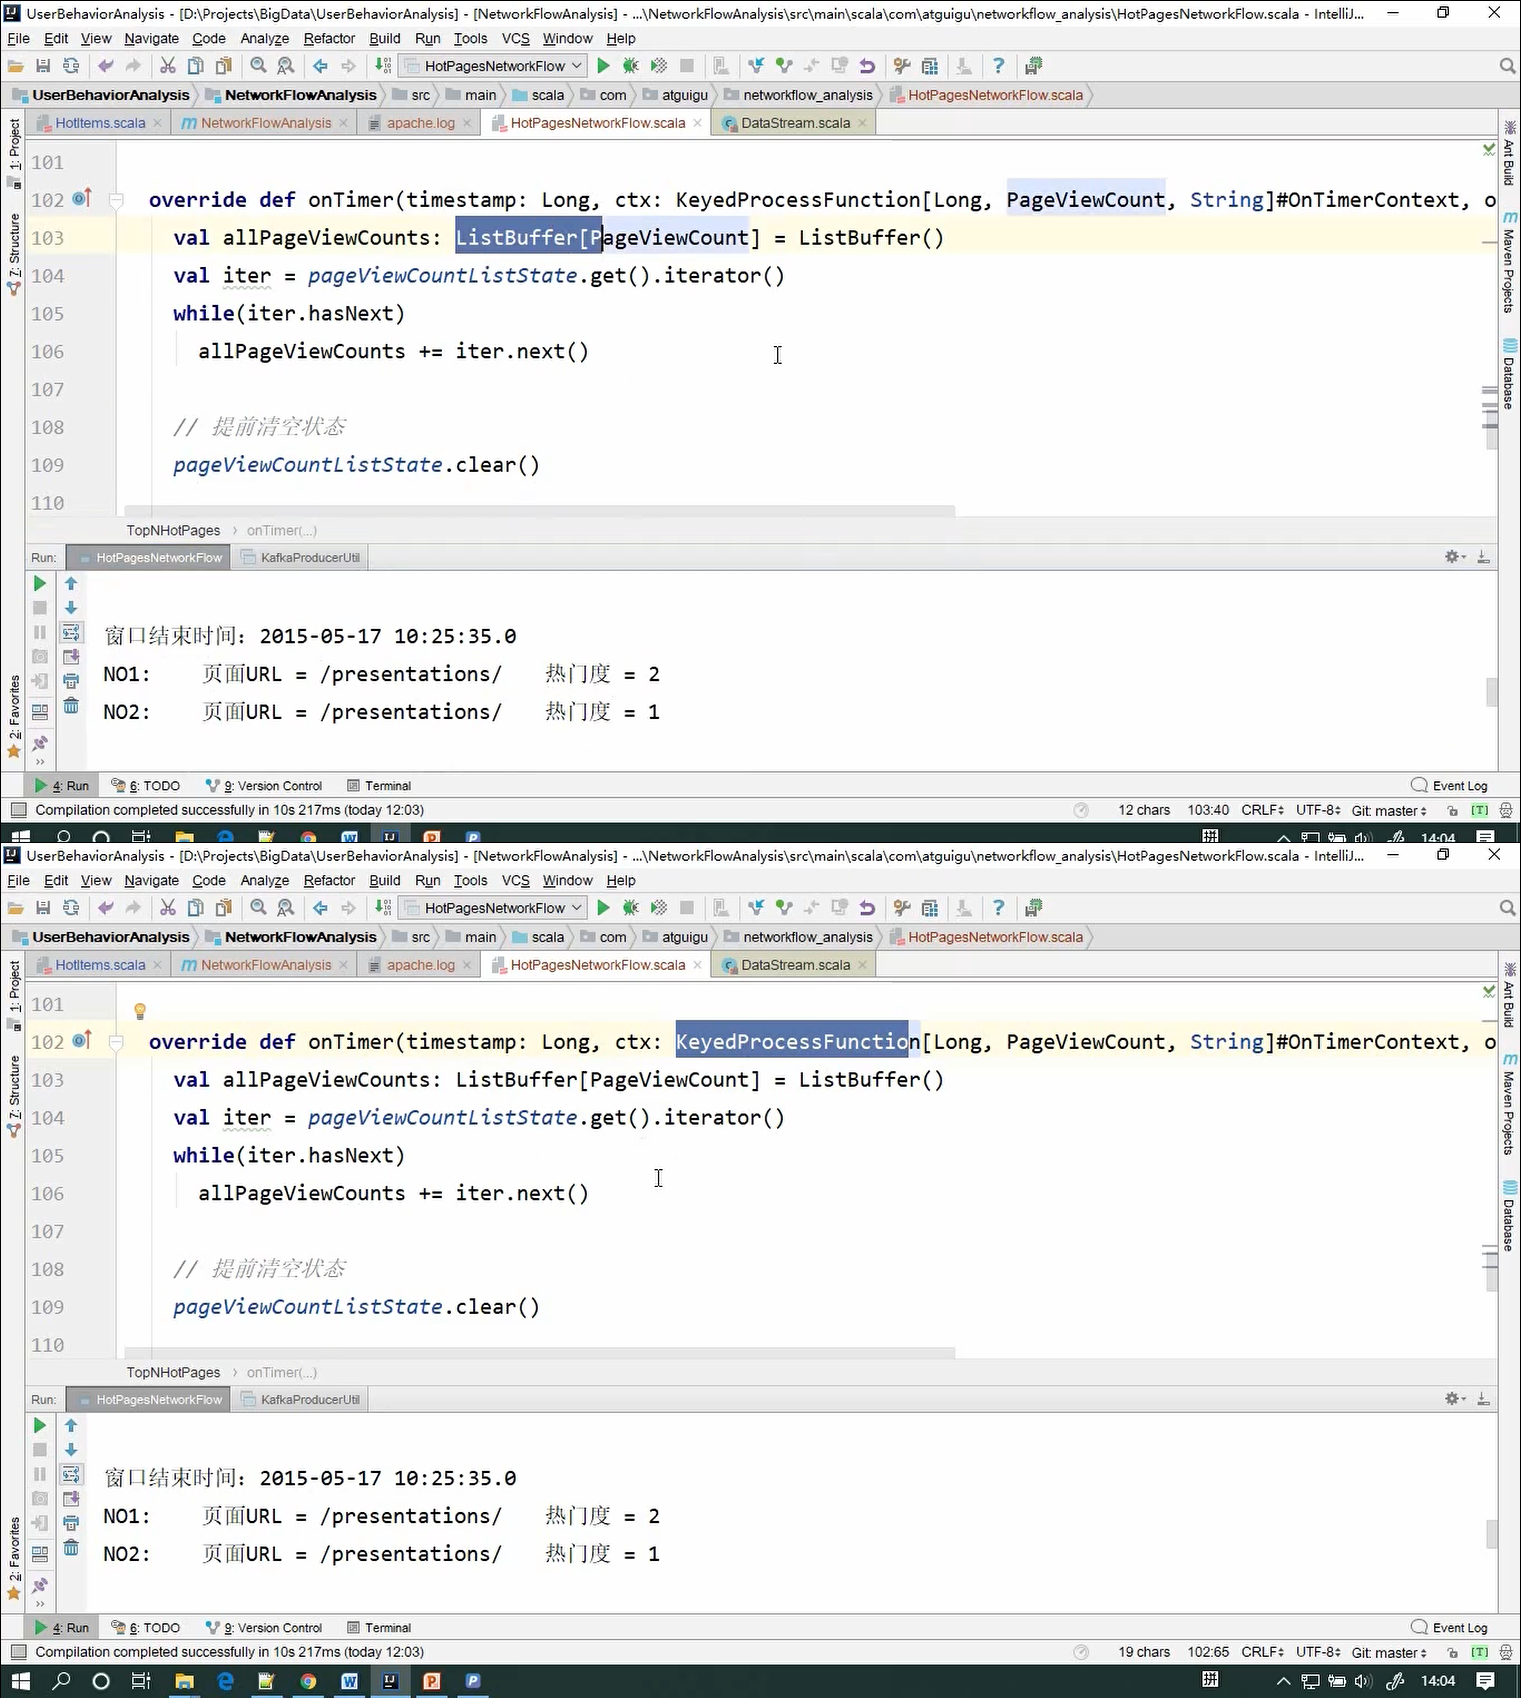 UserBehaviorAnalysis - [D:\Projects\BigData\UserBehaviorAnalysis] - [NetworkFlowAnalysis] - ...\NetworkFlowAnalysis\src\main\scala\com\atguigu\networkflow_analysis\HotPagesNetworkFlow.scala - IntelliJ...
File Edit View Navigate Code Analyze Refactor Build Run Tools VCS Window Help
HotPagesNetworkFlow
UserBehaviorAnalysis NetworkFlowAnalysis src main scala com atguigu networkflow_analysis HotPagesNetworkFlow.scala
HotItems.scala NetworkFlowAnalysis apache.log HotPagesNetworkFlow.scala DataStream.scala
1: Project
7: Structure
2: Favorites
Ant Build
Maven Projects
Database
101
102 override def onTimer(timestamp: Long, ctx: KeyedProcessFunction[Long, PageViewCount, String]#OnTimerContext, o
103 val allPageViewCounts: ListBuffer[PageViewCount] = ListBuffer()
104 val iter = pageViewCountListState.get().iterator()
105 while(iter.hasNext)
106 allPageViewCounts += iter.next()
107
108 // 提前清空状态
109 pageViewCountListState.clear()
110
TopNHotPages › onTimer(...)
Run: HotPagesNetworkFlow KafkaProducerUtil
窗口结束时间：2015-05-17 10:25:35.0
NO1: 页面URL = /presentations/ 热门度 = 2
NO2: 页面URL = /presentations/ 热门度 = 1
4: Run 6: TODO 9: Version Control Terminal Event Log
Compilation completed successfully in 10s 217ms (today 12:03) 12 chars 103:40 CRLF UTF-8 Git: master [T]
拼 14:04
UserBehaviorAnalysis - [D:\Projects\BigData\UserBehaviorAnalysis] - [NetworkFlowAnalysis] - ...\NetworkFlowAnalysis\src\main\scala\com\atguigu\networkflow_analysis\HotPagesNetworkFlow.scala - IntelliJ...
File Edit View Navigate Code Analyze Refactor Build Run Tools VCS Window Help
HotPagesNetworkFlow
UserBehaviorAnalysis NetworkFlowAnalysis src main scala com atguigu networkflow_analysis HotPagesNetworkFlow.scala
HotItems.scala NetworkFlowAnalysis apache.log HotPagesNetworkFlow.scala DataStream.scala
1: Project
7: Structure
2: Favorites
Ant Build
Maven Projects
Database
101
102 override def onTimer(timestamp: Long, ctx: KeyedProcessFunction[Long, PageViewCount, String]#OnTimerContext, o
103 val allPageViewCounts: ListBuffer[PageViewCount] = ListBuffer()
104 val iter = pageViewCountListState.get().iterator()
105 while(iter.hasNext)
106 allPageViewCounts += iter.next()
107
108 // 提前清空状态
109 pageViewCountListState.clear()
110
TopNHotPages › onTimer(...)
Run: HotPagesNetworkFlow KafkaProducerUtil
窗口结束时间：2015-05-17 10:25:35.0
NO1: 页面URL = /presentations/ 热门度 = 2
NO2: 页面URL = /presentations/ 热门度 = 1
4: Run 6: TODO 9: Version Control Terminal Event Log
Compilation completed successfully in 10s 217ms (today 12:03) 19 chars 102:65 CRLF UTF-8 Git: master [T]
拼 14:04